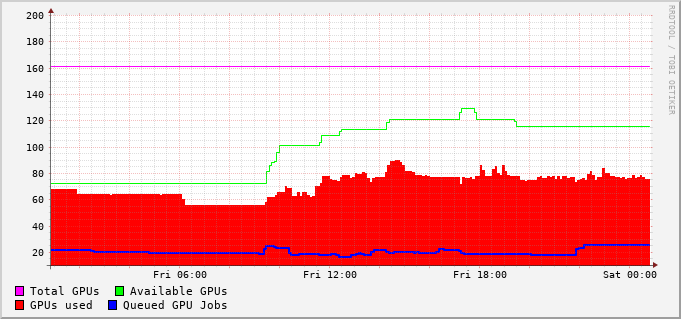 200
180
160
140
120
100
80
60
40
20
Fri 06:00 Fri 12:00 Fri 18:00 Sat 00:00
Total GPUs Available GPUs
GPUs used Queued GPU Jobs
RRDTOOL / TOBI OETIKER